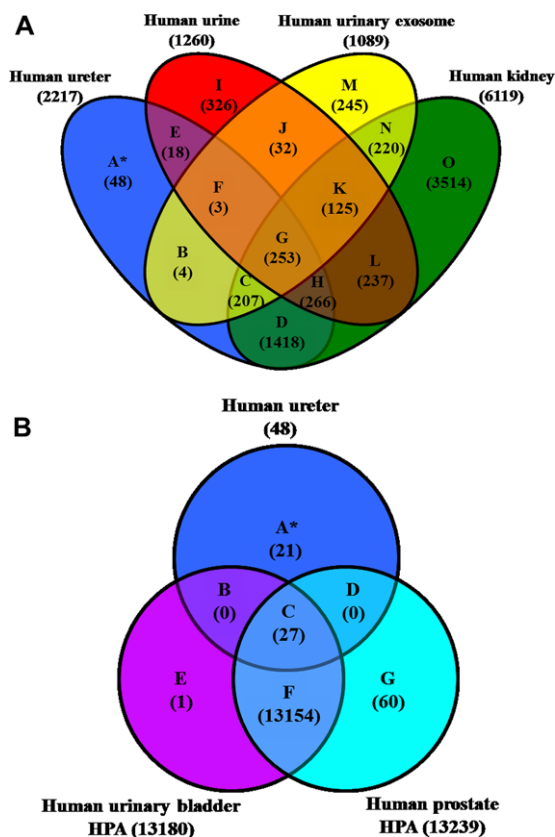 A
Human urine
(1260)
Human urinary exosome
(1089)
Human ureter
(2217)
Human kidney
(6119)
I
(326)
M
(245)
E
(18)
J
(32)
N
(220)
A*
(48)
O
(3514)
F
(3)
K
(125)
B
(4)
G
(253)
L
(237)
C
(207)
H
(266)
D
(1418)
B
Human ureter
(48)
A*
(21)
B
(0)
D
(0)
C
(27)
E
(1)
F
(13154)
G
(60)
Human urinary bladder
HPA (13180)
Human prostate
HPA (13239)